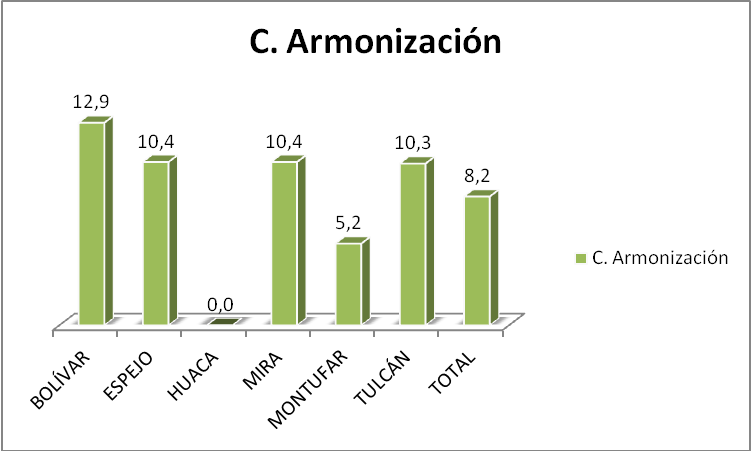 C. Armonización
12,9
10,4
0,0
10,4
5,2
10,3
8,2
C. Armonización
BOLÍVAR
ESPEJO
HUACA
MIRA
MONTUFAR
TULCÁN
TOTAL